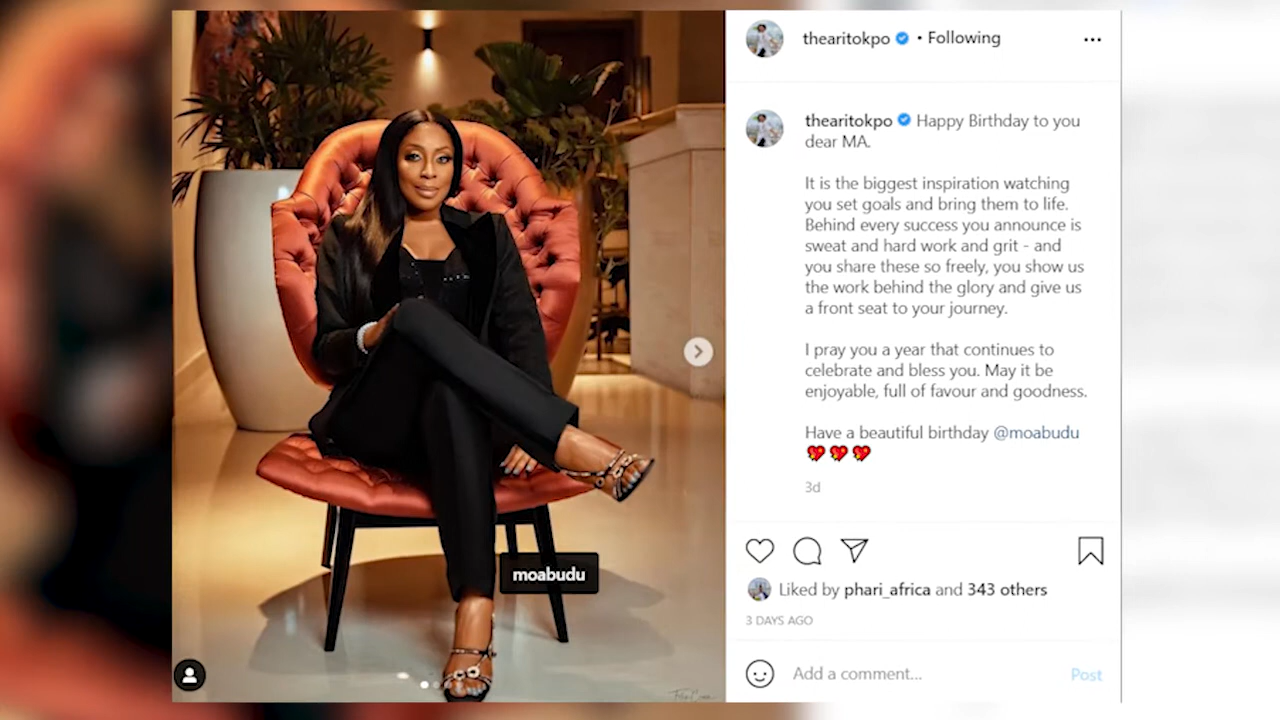 thearitokpo • Following
thearitokpo Happy Birthday to you
dear MA.
It is the biggest inspiration watching
you set goals and bring them to life.
Behind every success you announce is
sweat and hard work and grit - and
you share these so freely, you show us
the work behind the glory and give us
a front seat to your journey.
I pray you a year that continues to
celebrate and bless you. May it be
enjoyable, full of favour and goodness.
Have a beautiful birthday @moabudu
3d
moabudu
Liked by phari_africa and 343 others
3 DAYS AGO
Add a comment...
Post